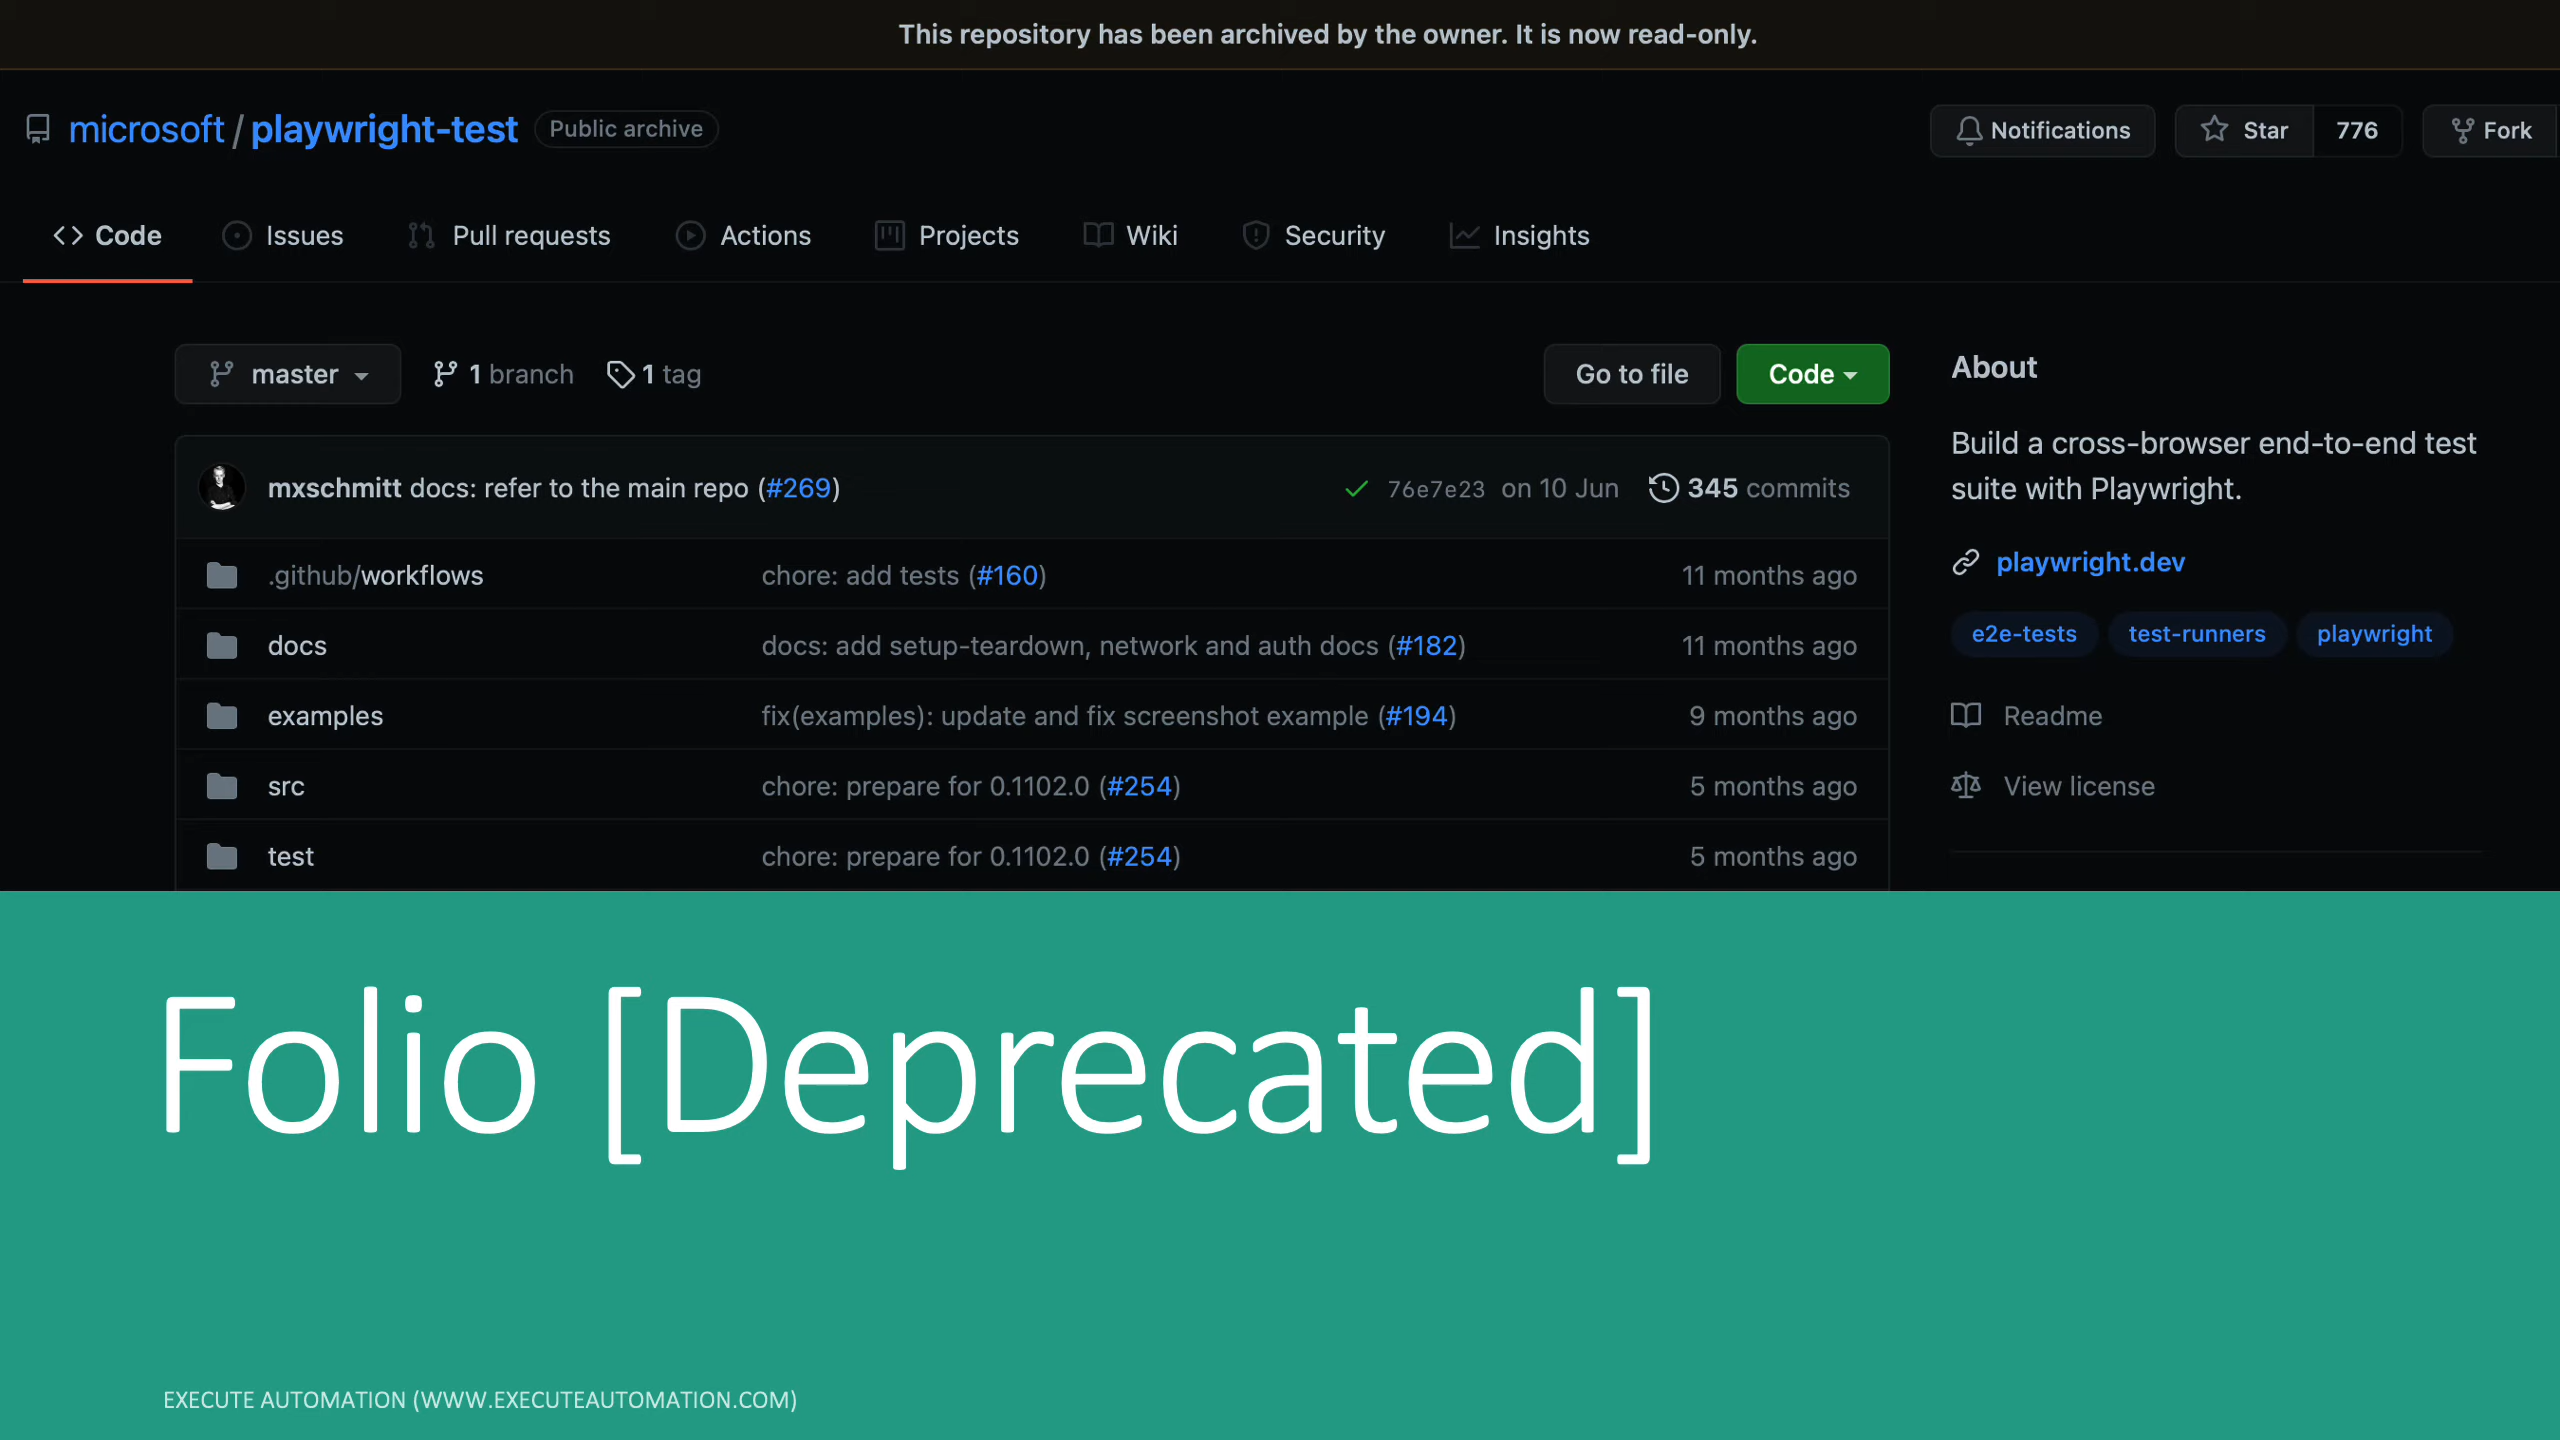 This repository has been archived by the owner. It is now read-only.
microsoft / playwright-test Public archive
Notifications Star 776 Fork
Code Issues Pull requests Actions Projects Wiki Security Insights
master 1 branch 1 tag Go to file Code
mxschmitt docs: refer to the main repo (#269) 76e7e23 on 10 Jun 345 commits
.github/workflows chore: add tests (#160) 11 months ago
docs docs: add setup-teardown, network and auth docs (#182) 11 months ago
examples fix(examples): update and fix screenshot example (#194) 9 months ago
src chore: prepare for 0.1102.0 (#254) 5 months ago
test chore: prepare for 0.1102.0 (#254) 5 months ago
About
Build a cross-browser end-to-end test
suite with Playwright.
playwright.dev
e2e-tests test-runners playwright
Readme
View license
Folio [Deprecated]
EXECUTE AUTOMATION (WWW.EXECUTEAUTOMATION.COM)